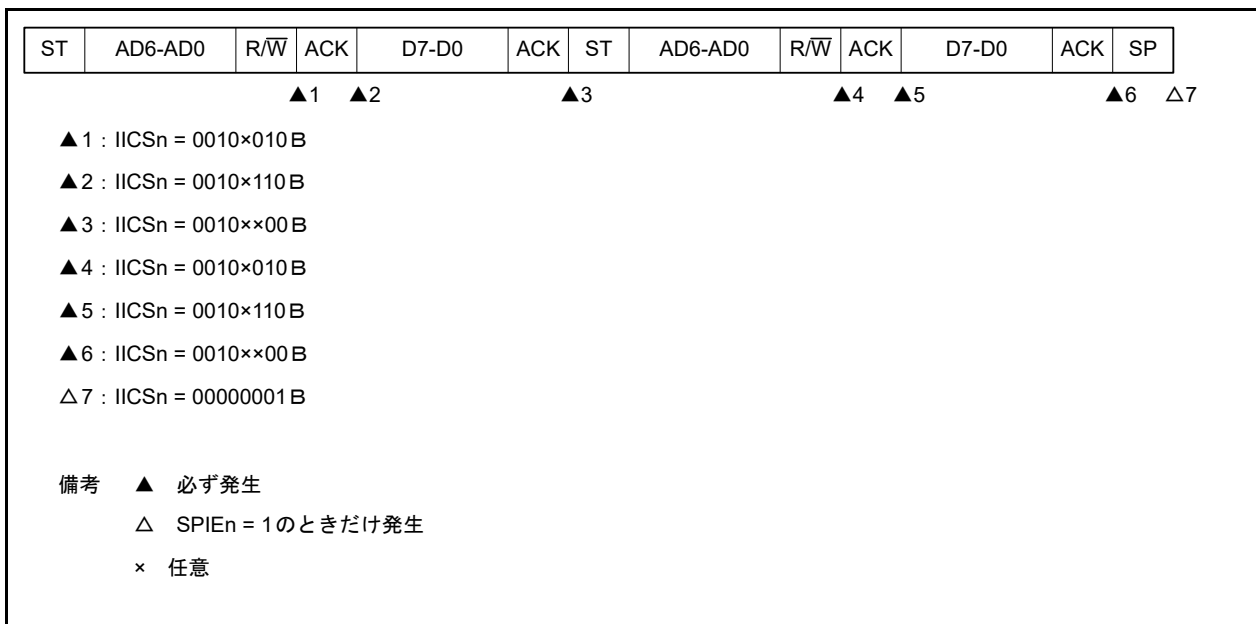 ST AD6-AD0 R/W̅ ACK D7-D0 ACK ST AD6-AD0 R/W̅ ACK D7-D0 ACK SP
▲1 ▲2 ▲3 ▲4 ▲5 ▲6 △7
▲1：IICSn = 0010×010B
▲2：IICSn = 0010×110B
▲3：IICSn = 0010××00B
▲4：IICSn = 0010×010B
▲5：IICSn = 0010×110B
▲6：IICSn = 0010××00B
△7：IICSn = 00000001B
備考 ▲ 必ず発生
△ SPIEn = 1のときだけ発生
× 任意